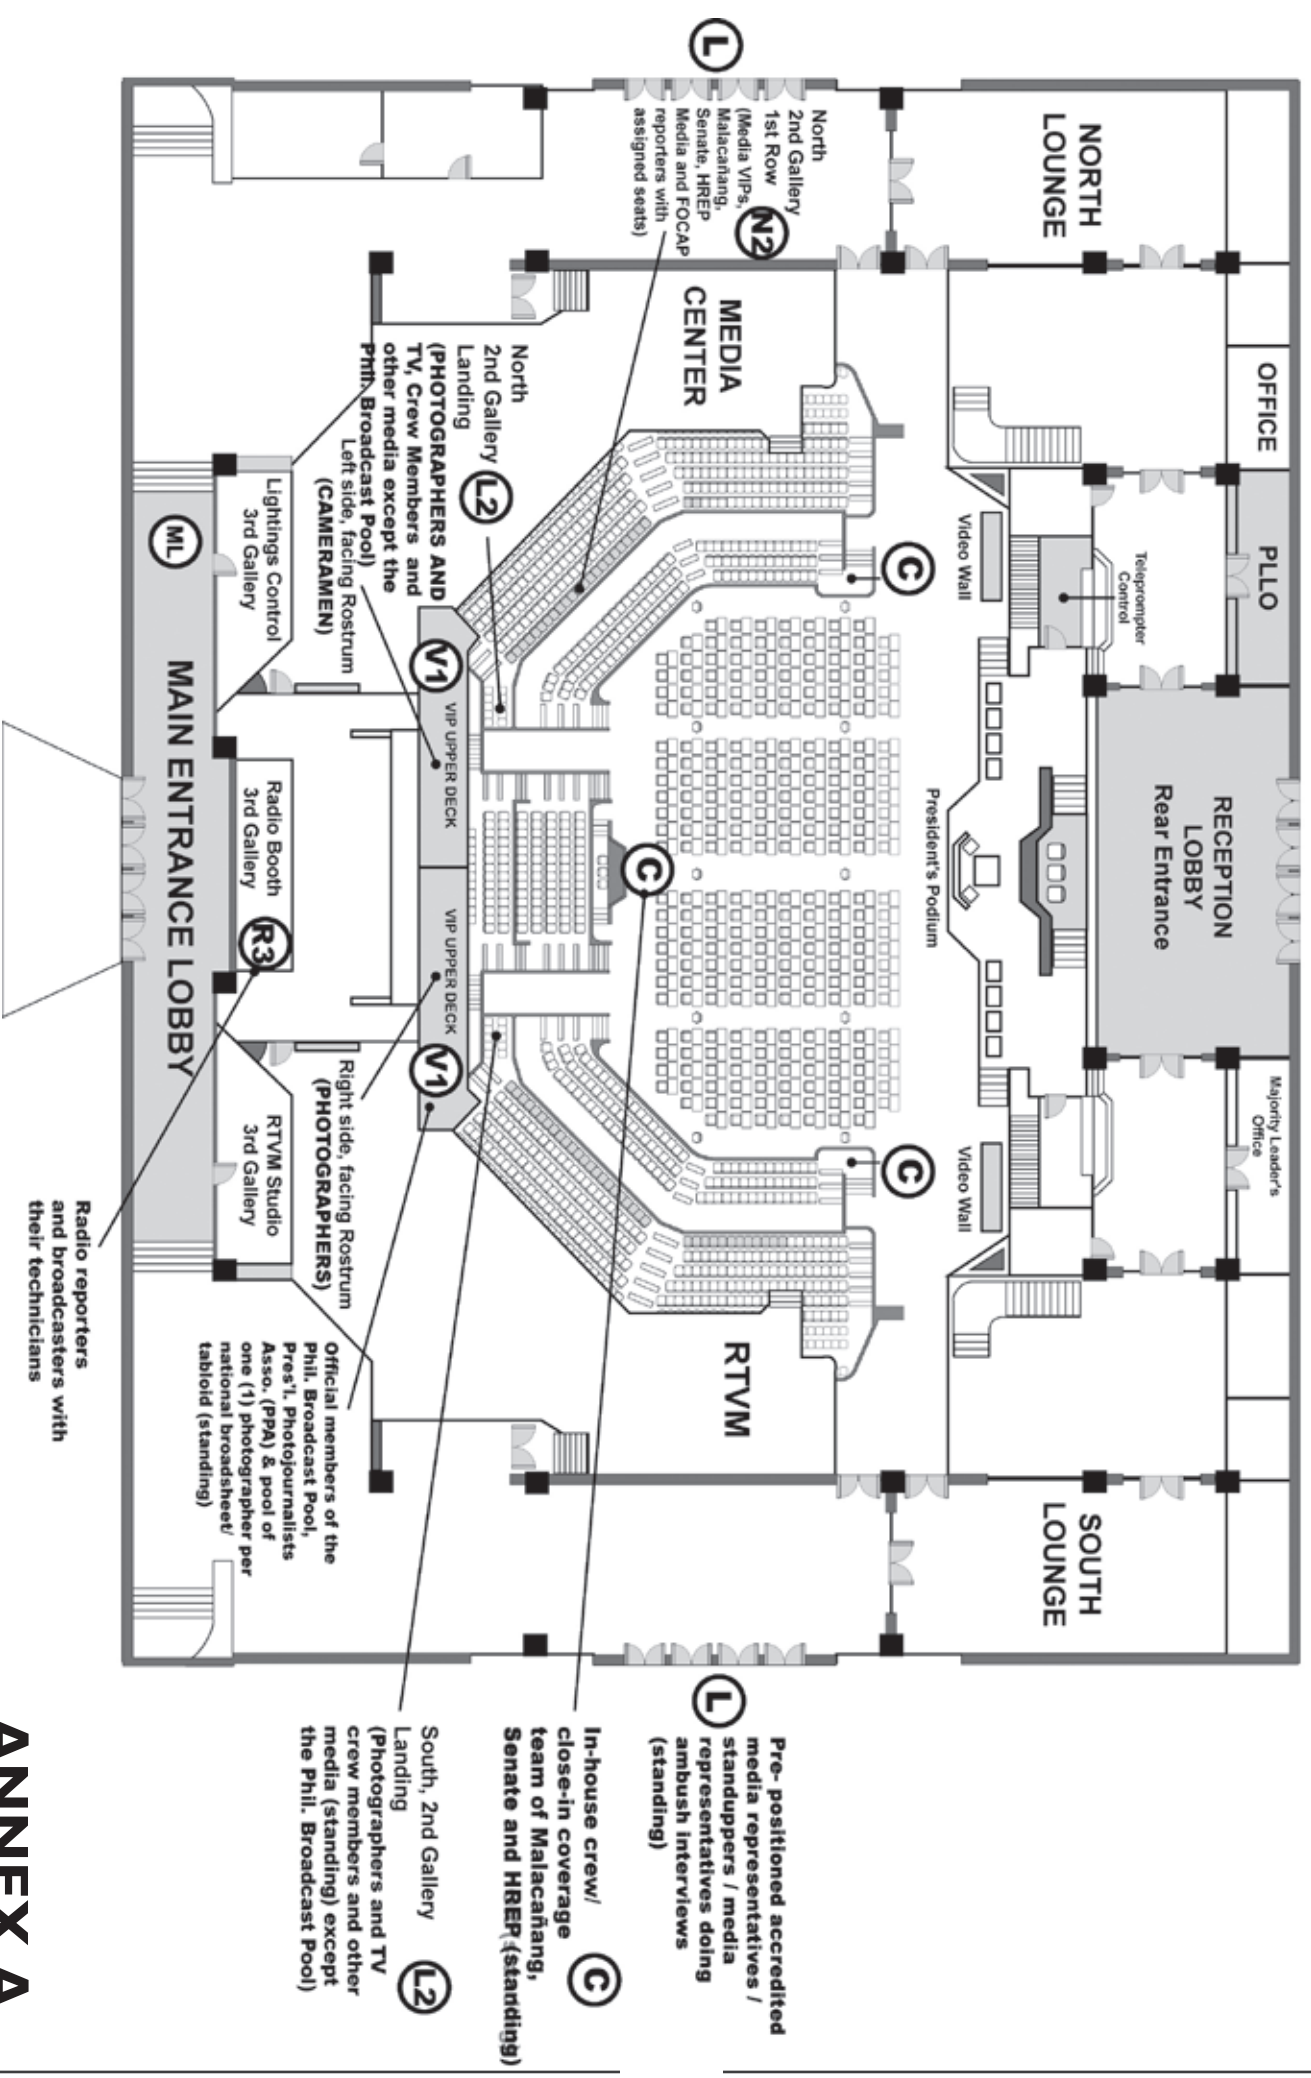 L
North
2nd Gallery
1st Row
(Media VIPs,
Malacañang,
Senate, HREP
Media and FOCAP
reporters with
assigned seats)
N2
NORTH
LOUNGE
OFFICE
PLLO
MEDIA
CENTER
North
2nd Gallery
Landing
(PHOTOGRAPHERS AND
TV, Crew Members and
other media except the
Phil. Broadcast Pool)
L2
Left side, facing Rostrum
(CAMERAMEN)
Lightings Control
3rd Gallery
ML
MAIN ENTRANCE LOBBY
C
Video Wall
Teleprompter
Control
V1
VIP UPPER DECK
RECEPTION
LOBBY
Rear Entrance
President's Podium
C
Radio Booth
3rd Gallery
R3
VIP UPPER DECK
V1
Right side, facing Rostrum
(PHOTOGRAPHERS)
RTVM Studio
3rd Gallery
C
Video Wall
Majority Leader's
Office
Radio reporters
and broadcasters with
their technicians
Official members of the
Phil. Broadcast Pool,
Pres'l. Photojournalists
Asso. (PPA) & pool of
one (1) photographer per
national broadsheet/
tabloid (standing)
RTVM
SOUTH
LOUNGE
L
Pre- positioned accredited
media representatives /
standuppers / media
representatives doing
ambush interviews
(standing)
In-house crew/
close-in coverage
team of Malacañang,
Senate and HREP (standing)
C
South, 2nd Gallery
Landing
(Photographers and TV
crew members and other
media (standing) except
the Phil. Broadcast Pool)
L2
ANNEX A